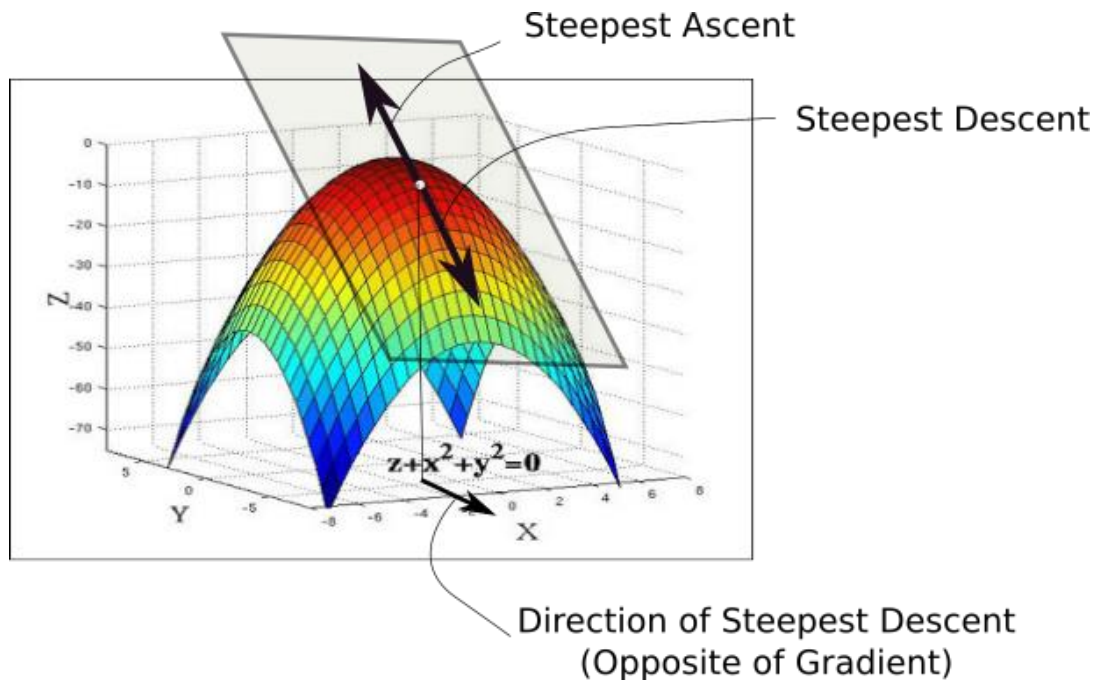 Steepest Ascent
Steepest Descent
0
-10
-20
-30
-40
-50
-60
-70
Z
z+x²+y²=0
5
0
-5
Y
-8
-6
-4
-2
0
2
4
6
8
X
Direction of Steepest Descent
(Opposite of Gradient)